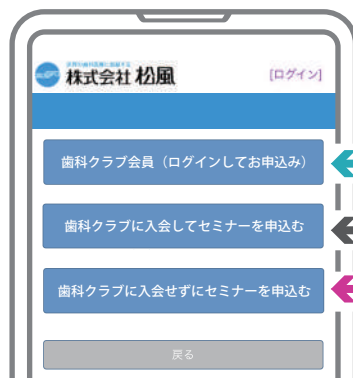 株式会社 松風
[ログイン]
歯科クラブ会員（ログインしてお申込み）
歯科クラブに入会してセミナーを申込む
歯科クラブに入会せずにセミナーを申込む
戻る